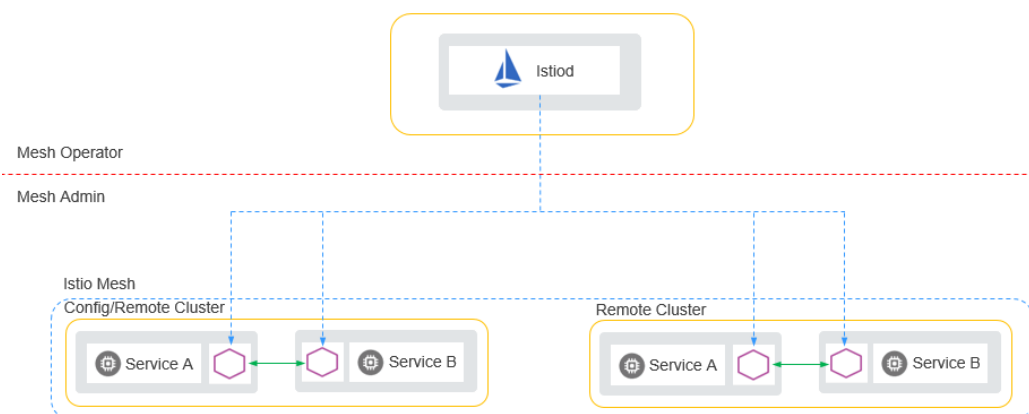 Istiod
Mesh Operator
Mesh Admin
Istio Mesh
Config/Remote Cluster
Remote Cluster
Service A
Service B
Service A
Service B